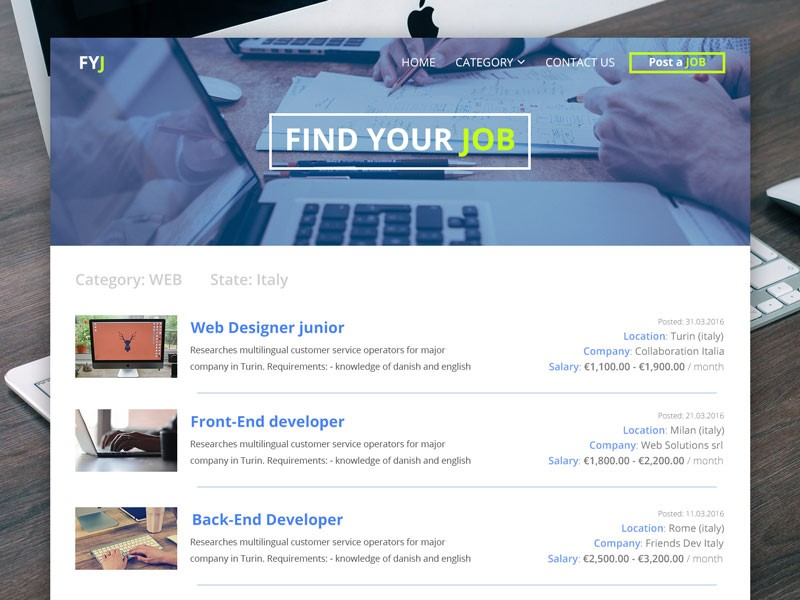 FYJ
HOME CATEGORY CONTACT US Post a JOB
FIND YOUR JOB
Category: WEB State: Italy
Web Designer junior
Researches multilingual customer service operators for major
company in Turin. Requirements: - knowledge of danish and english
Posted: 31.03.2016
Location: Turin (italy)
Company: Collaboration Italia
Salary: €1,100.00 - €1,900.00 / month
Front-End developer
Researches multilingual customer service operators for major
company in Turin. Requirements: - knowledge of danish and english
Posted: 21.03.2016
Location: Milan (italy)
Company: Web Solutions srl
Salary: €1,800.00 - €2,200.00 / month
Back-End Developer
Researches multilingual customer service operators for major
company in Turin. Requirements: - knowledge of danish and english
Posted: 11.03.2016
Location: Rome (italy)
Company: Friends Dev Italy
Salary: €2,500.00 - €3,200.00 / month